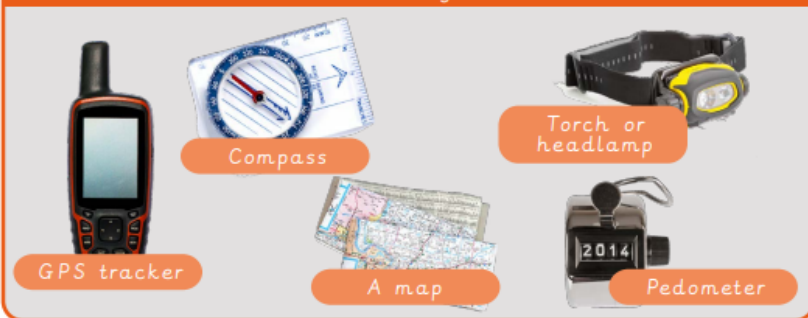 Compass
Torch or
headlamp
GPS tracker
A map
2014
Pedometer